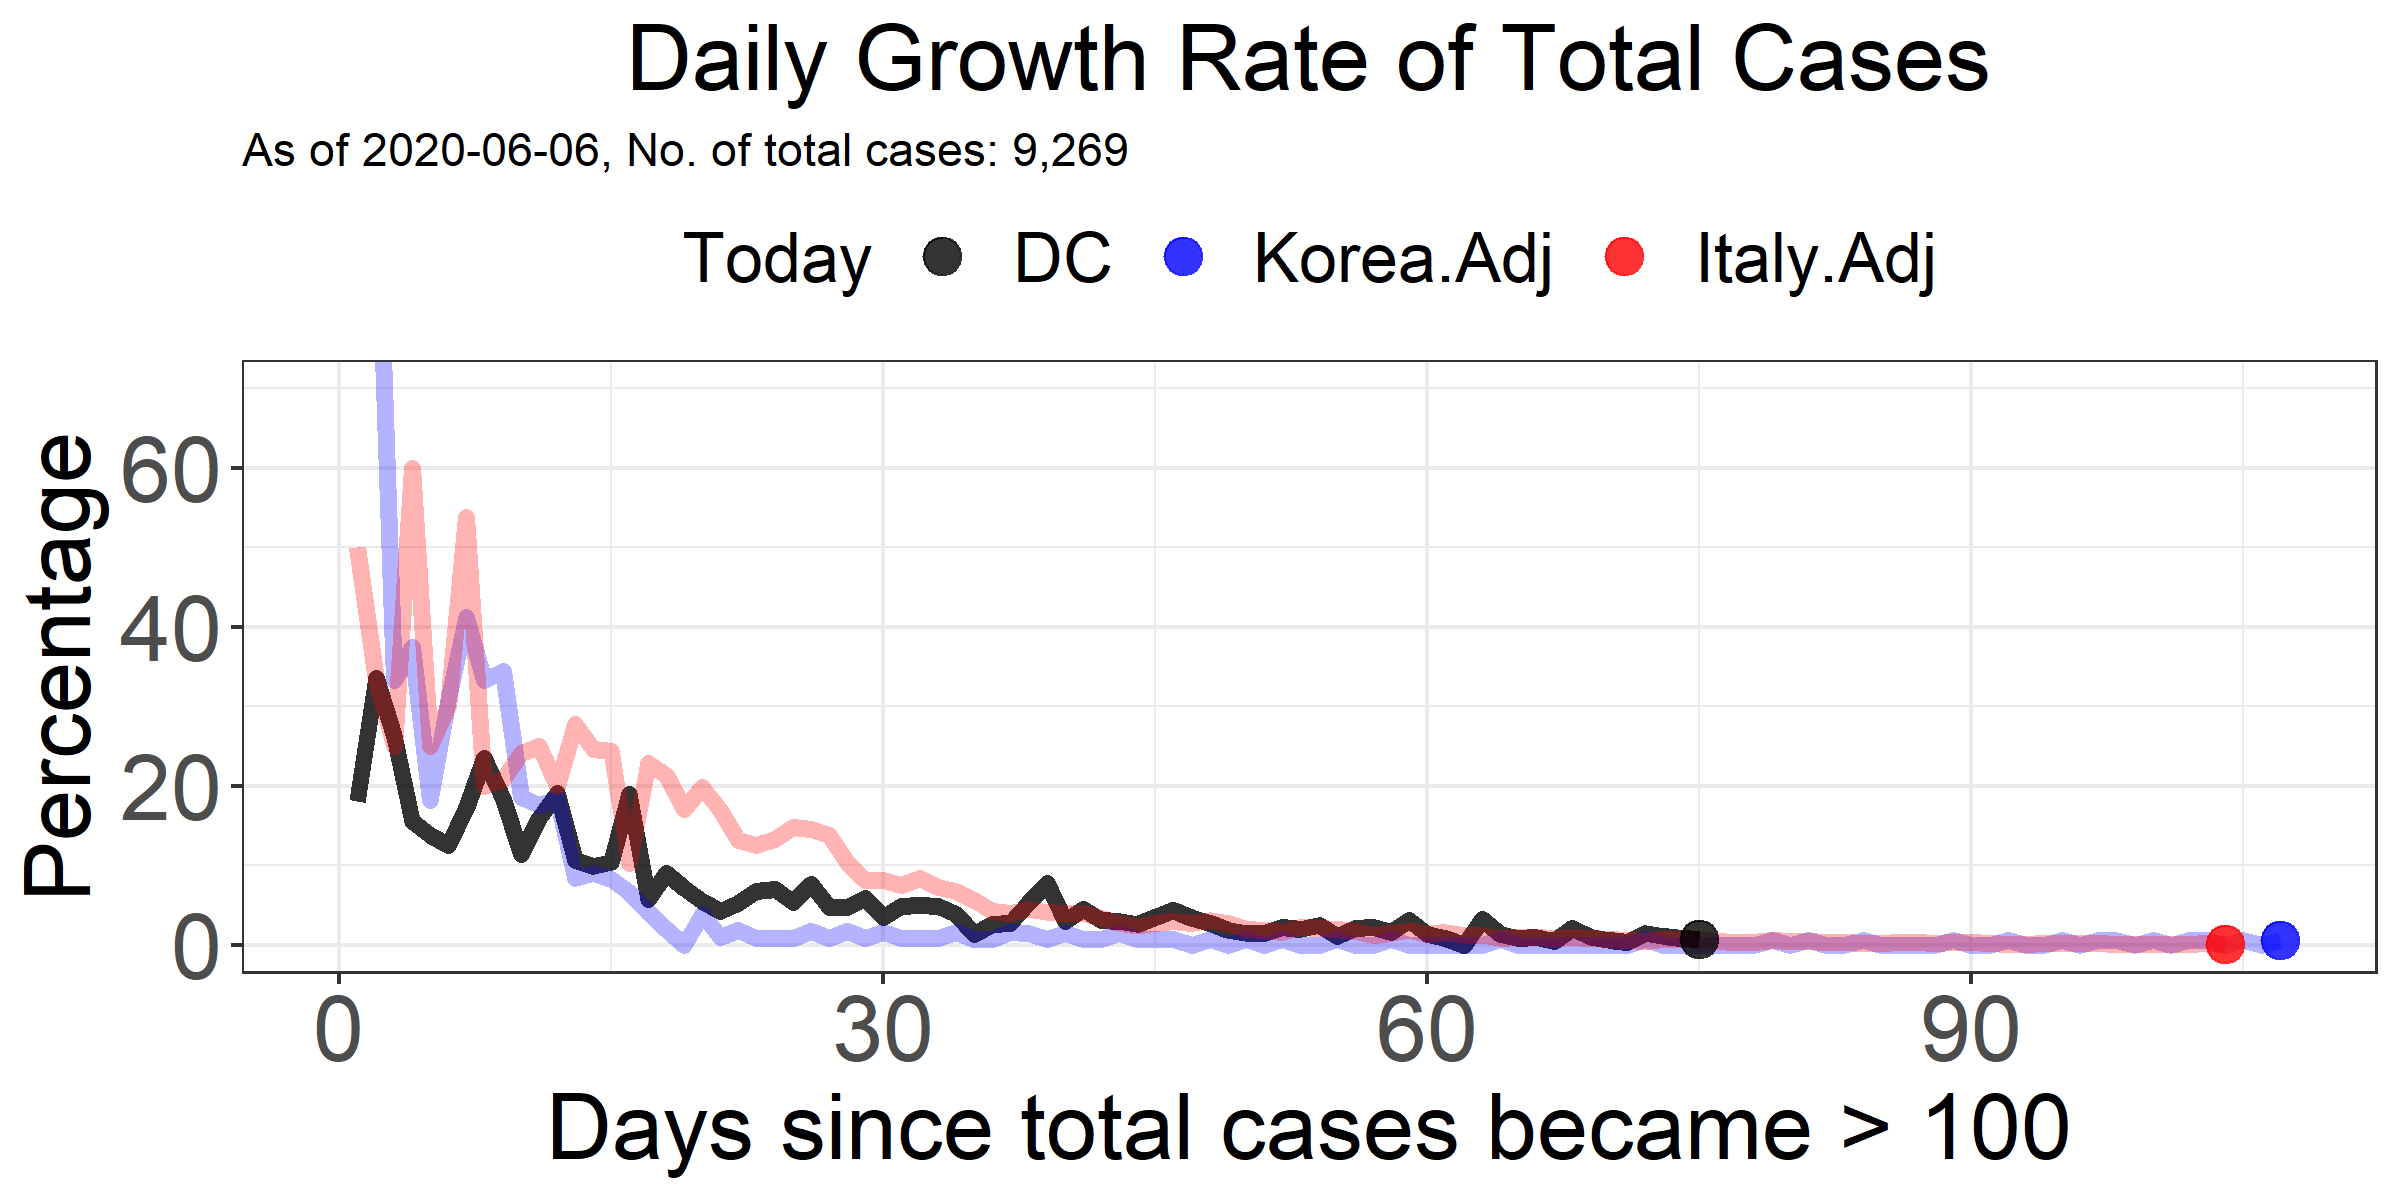 Daily Growth Rate of Total Cases
As of 2020-06-06, No. of total cases: 9,269
Today DC Korea.Adj Italy.Adj
Percentage
60
40
20
0
0 30 60 90
Days since total cases became > 100